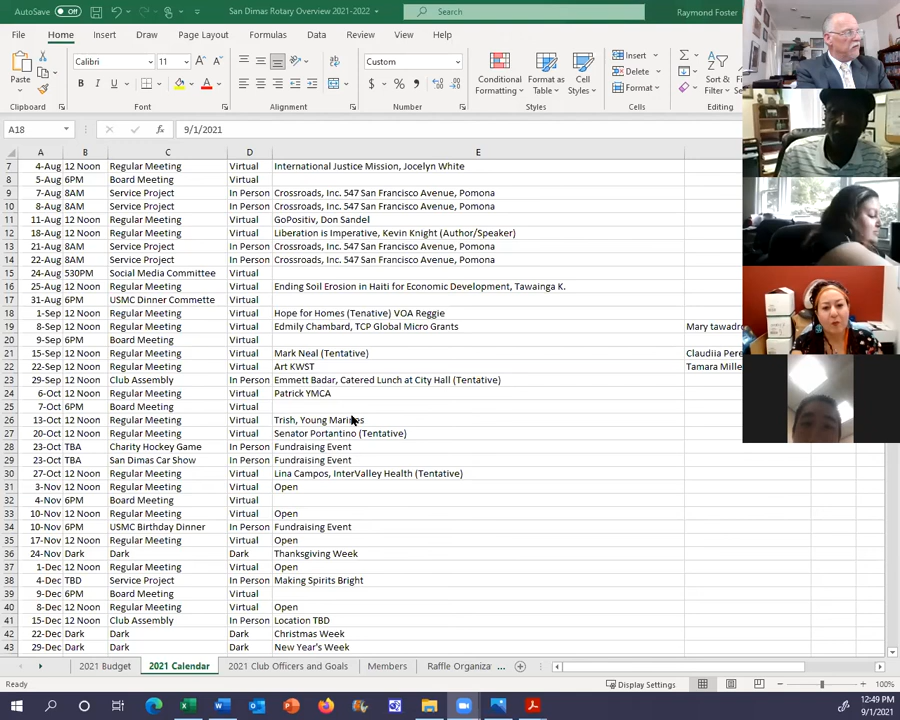 AutoSave Off San Dimas Rotary Overview 2021-2022 Search Raymond Foster
File Home Insert Draw Page Layout Formulas Data Review View Help
Paste Calibri 11 Custom Conditional Formatting Format as Table Cell Styles Insert Delete Format Sort & Filter
Clipboard Font Alignment Number Styles Cells Editing
A18 9/1/2021
A B C D E
7 4-Aug 12 Noon Regular Meeting Virtual International Justice Mission, Jocelyn White
8 5-Aug 6PM Board Meeting Virtual
9 7-Aug 8AM Service Project In Person Crossroads, Inc. 547 San Francisco Avenue, Pomona
10 8-Aug 8AM Service Project In Person Crossroads, Inc. 547 San Francisco Avenue, Pomona
11 11-Aug 12 Noon Regular Meeting Virtual GoPositiv, Don Sandel
12 18-Aug 12 Noon Regular Meeting Virtual Liberation is Imperative, Kevin Knight (Author/Speaker)
13 21-Aug 8AM Service Project In Person Crossroads, Inc. 547 San Francisco Avenue, Pomona
14 22-Aug 8AM Service Project In Person Crossroads, Inc. 547 San Francisco Avenue, Pomona
15 24-Aug 530PM Social Media Committee Virtual
16 25-Aug 12 Noon Regular Meeting Virtual Ending Soil Erosion in Haiti for Economic Development, Tawainga K.
17 31-Aug 6PM USMC Dinner Commette Virtual
18 1-Sep 12 Noon Regular Meeting Virtual Hope for Homes (Tenative) VOA Reggie
19 8-Sep 12 Noon Regular Meeting Virtual Edmily Chambard, TCP Global Micro Grants Mary tawadro
20 9-Sep 6PM Board Meeting Virtual
21 15-Sep 12 Noon Regular Meeting Virtual Mark Neal (Tentative) Claudiia Pere
22 22-Sep 12 Noon Regular Meeting Virtual Art KWST Tamara Mille
23 29-Sep 12 Noon Club Assembly In Person Emmett Badar, Catered Lunch at City Hall (Tentative)
24 6-Oct 12 Noon Regular Meeting Virtual Patrick YMCA
25 7-Oct 6PM Board Meeting Virtual
26 13-Oct 12 Noon Regular Meeting Virtual Trish, Young Marines
27 20-Oct 12 Noon Regular Meeting Virtual Senator Portantino (Tentative)
28 23-Oct TBA Charity Hockey Game In Person Fundraising Event
29 23-Oct TBA San Dimas Car Show In Person Fundraising Event
30 27-Oct 12 Noon Regular Meeting Virtual Lina Campos, InterValley Health (Tentative)
31 3-Nov 12 Noon Regular Meeting Virtual Open
32 4-Nov 6PM Board Meeting Virtual
33 10-Nov 12 Noon Regular Meeting Virtual Open
34 10-Nov 6PM USMC Birthday Dinner In Person Fundraising Event
35 17-Nov 12 Noon Regular Meeting Virtual Open
36 24-Nov Dark Dark Dark Thanksgiving Week
37 1-Dec 12 Noon Regular Meeting Virtual Open
38 4-Dec TBD Service Project In Person Making Spirits Bright
39 9-Dec 6PM Board Meeting Virtual
40 8-Dec 12 Noon Regular Meeting Virtual Open
41 15-Dec 12 Noon Club Assembly In Person Location TBD
42 22-Dec Dark Dark Dark Christmas Week
43 29-Dec Dark Dark Dark New Year's Week
2021 Budget 2021 Calendar 2021 Club Officers and Goals Members Raffle Organiza ...
Ready Display Settings 100%
12:49 PM
9/1/2021